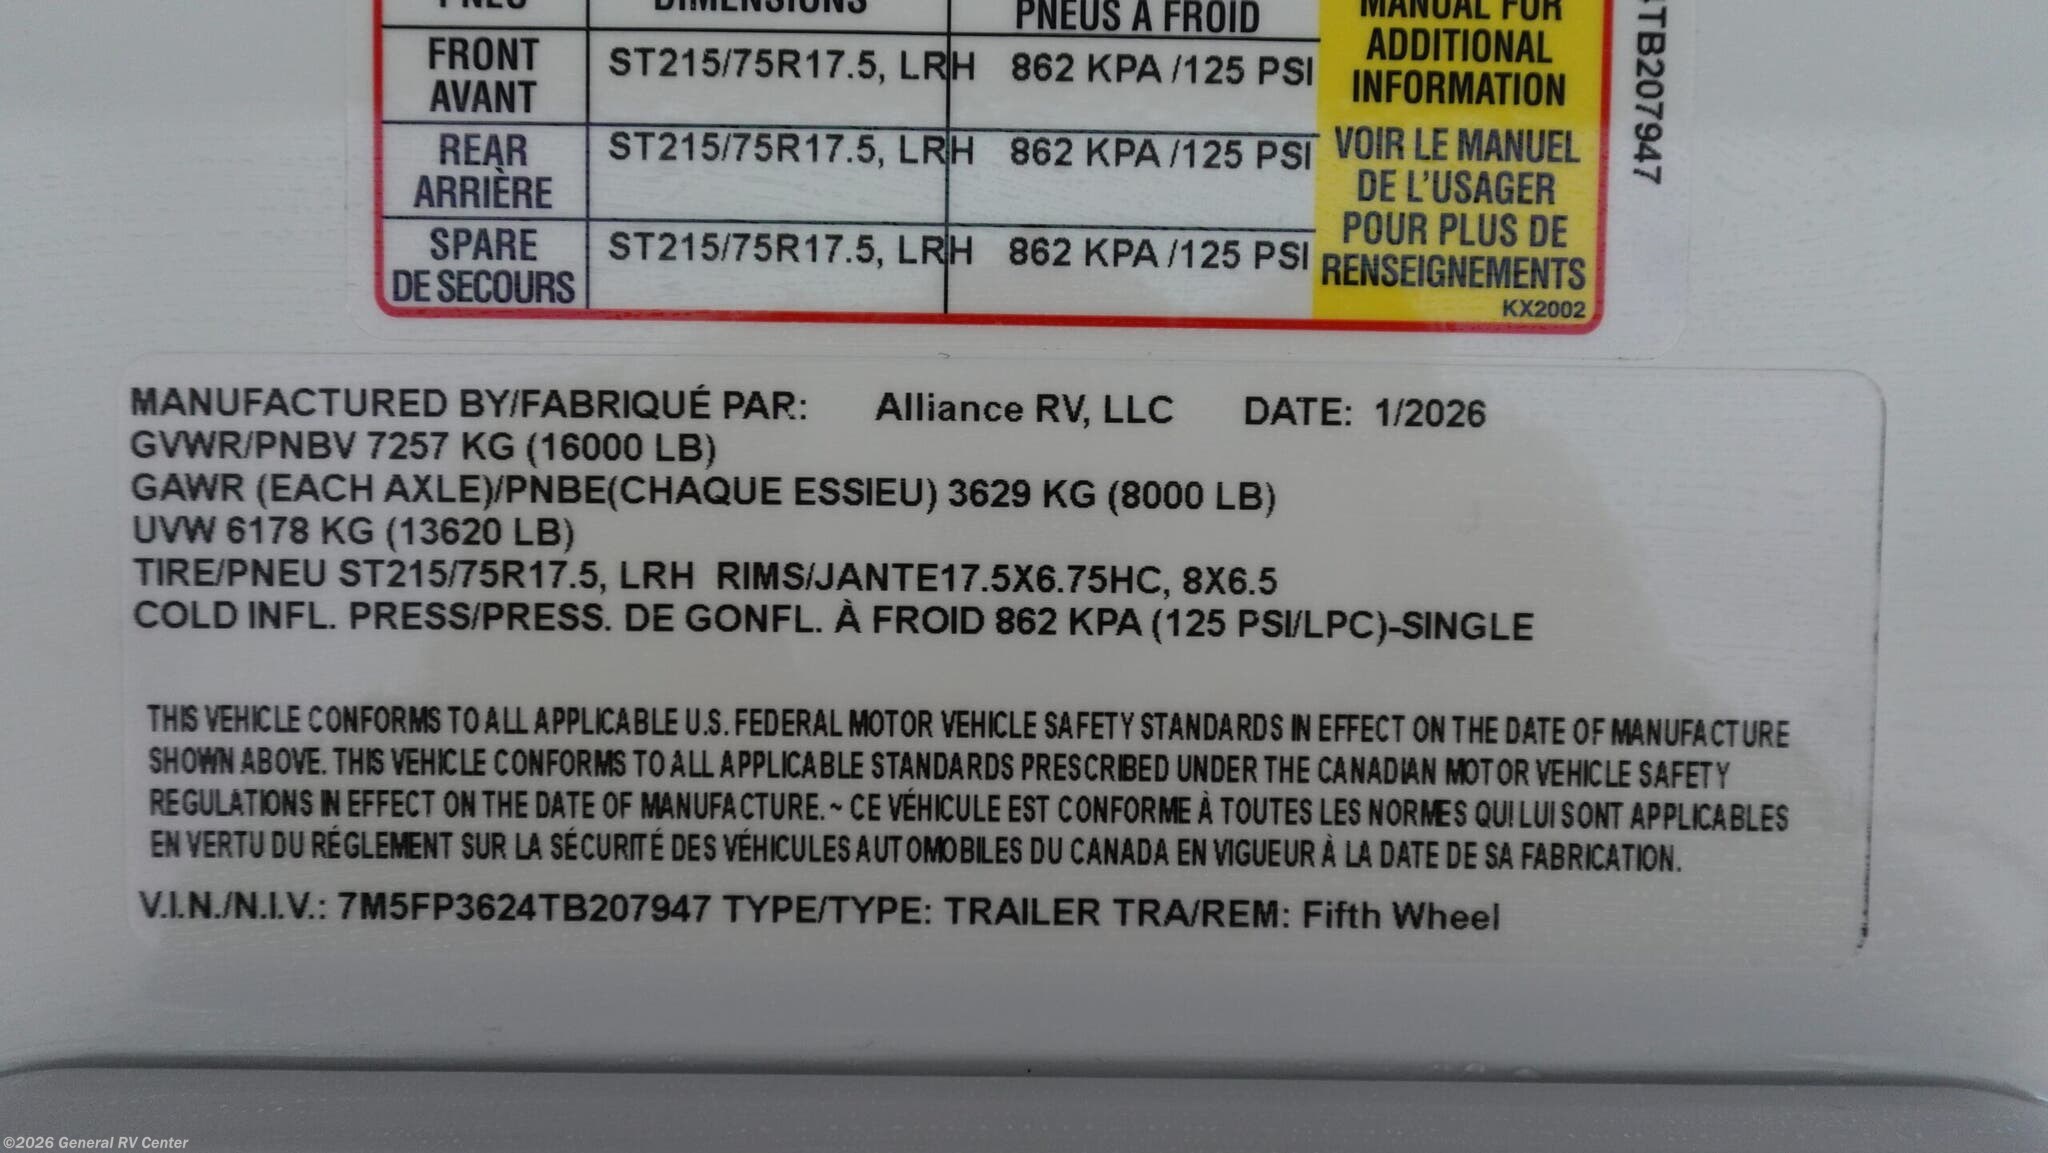 PNEU DIMENSIONS PNEUS À FROID
MANUAL FOR
ADDITIONAL
INFORMATION
VOIR LE MANUEL
DE L'USAGER
POUR PLUS DE
RENSEIGNEMENTS
KX2002
FRONT
AVANT
ST215/75R17.5, LRH 862 KPA /125 PSI
REAR
ARRIÈRE
ST215/75R17.5, LRH 862 KPA /125 PSI
SPARE
DE SECOURS
ST215/75R17.5, LRH 862 KPA /125 PSI
TB207947
MANUFACTURED BY/FABRIQUÉ PAR: Alliance RV, LLC DATE: 1/2026
GVWR/PNBV 7257 KG (16000 LB)
GAWR (EACH AXLE)/PNBE(CHAQUE ESSIEU) 3629 KG (8000 LB)
UVW 6178 KG (13620 LB)
TIRE/PNEU ST215/75R17.5, LRH RIMS/JANTE17.5X6.75HC, 8X6.5
COLD INFL. PRESS/PRESS. DE GONFL. À FROID 862 KPA (125 PSI/LPC)-SINGLE
THIS VEHICLE CONFORMS TO ALL APPLICABLE U.S. FEDERAL MOTOR VEHICLE SAFETY STANDARDS IN EFFECT ON THE DATE OF MANUFACTURE
SHOWN ABOVE. THIS VEHICLE CONFORMS TO ALL APPLICABLE STANDARDS PRESCRIBED UNDER THE CANADIAN MOTOR VEHICLE SAFETY
REGULATIONS IN EFFECT ON THE DATE OF MANUFACTURE. ~ CE VÉHICULE EST CONFORME À TOUTES LES NORMES QUI LUI SONT APPLICABLES
EN VERTU DU RÉGLEMENT SUR LA SÉCURITÉ DES VÉHICULES AUTOMOBILES DU CANADA EN VIGUEUR À LA DATE DE SA FABRICATION.
V.I.N./N.I.V.: 7M5FP3624TB207947 TYPE/TYPE: TRAILER TRA/REM: Fifth Wheel
©2026 General RV Center